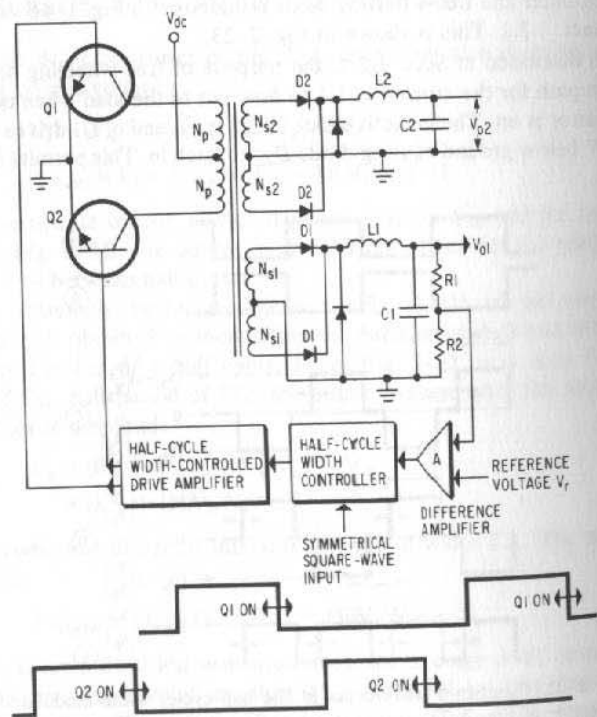 Vdc
Q1
D2
L2
Np
Ns2
C2
Vo2
Np
Ns2
Q2
D2
D1
L1
Vo1
Ns1
R1
C1
Ns1
R2
D1
HALF-CYCLE
WIDTH-CONTROLLED
DRIVE AMPLIFIER
HALF-CYCLE
WIDTH
CONTROLLER
A
REFERENCE
VOLTAGE Vr
DIFFERENCE
AMPLIFIER
SYMMETRICAL
SQUARE-WAVE
INPUT
Q1 ON
Q1 ON
Q2 ON
Q2 ON